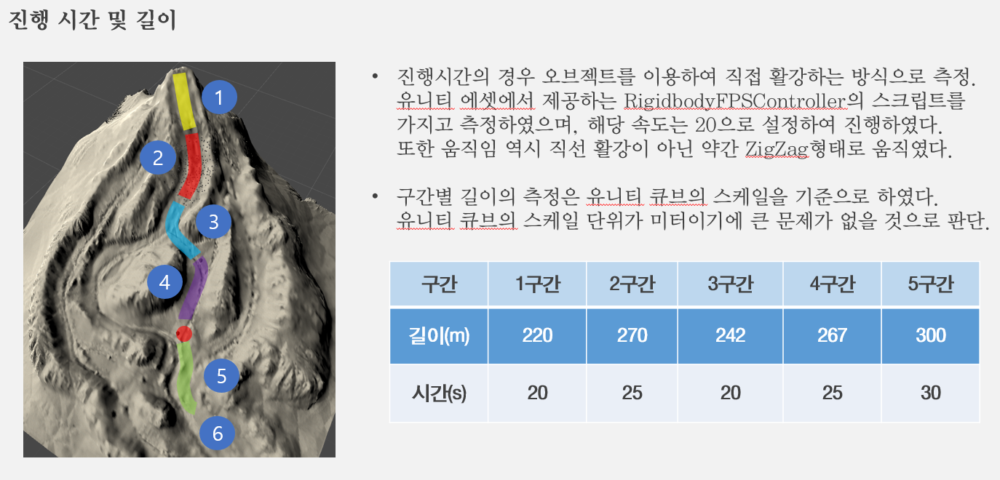 진행 시간 및 길이
1
2
3
4
5
6
• 진행시간의 경우 오브젝트를 이용하여 직접 활강하는 방식으로 측정.
유니티 에셋에서 제공하는 RigidbodyFPSController의 스크립트를
가지고 측정하였으며, 해당 속도는 20으로 설정하여 진행하였다.
또한 움직임 역시 직선 활강이 아닌 약간 ZigZag형태로 움직였다.
• 구간별 길이의 측정은 유니티 큐브의 스케일을 기준으로 하였다.
유니티 큐브의 스케일 단위가 미터이기에 큰 문제가 없을 것으로 판단.
구간 1구간 2구간 3구간 4구간 5구간
길이(m) 220 270 242 267 300
시간(s) 20 25 20 25 30